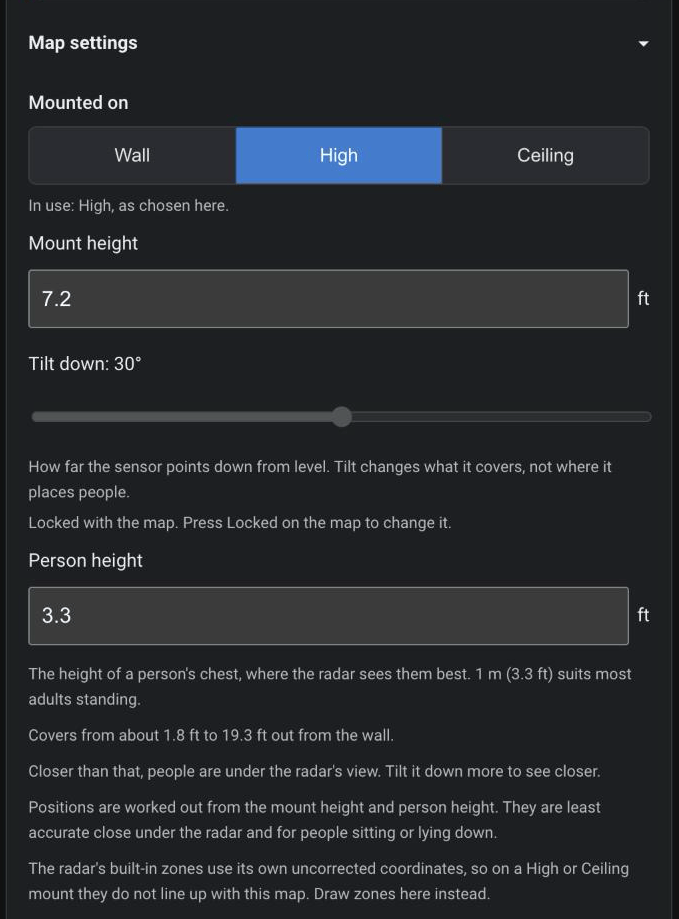 Map settings
Mounted on
Wall
High
Ceiling
In use: High, as chosen here.
Mount height
7.2
ft
Tilt down: 30°
How far the sensor points down from level. Tilt changes what it covers, not where it
places people.
Locked with the map. Press Locked on the map to change it.
Person height
3.3
ft
The height of a person's chest, where the radar sees them best. 1 m (3.3 ft) suits most
adults standing.
Covers from about 1.8 ft to 19.3 ft out from the wall.
Closer than that, people are under the radar's view. Tilt it down more to see closer.
Positions are worked out from the mount height and person height. They are least
accurate close under the radar and for people sitting or lying down.
The radar's built-in zones use its own uncorrected coordinates, so on a High or Ceiling
mount they do not line up with this map. Draw zones here instead.